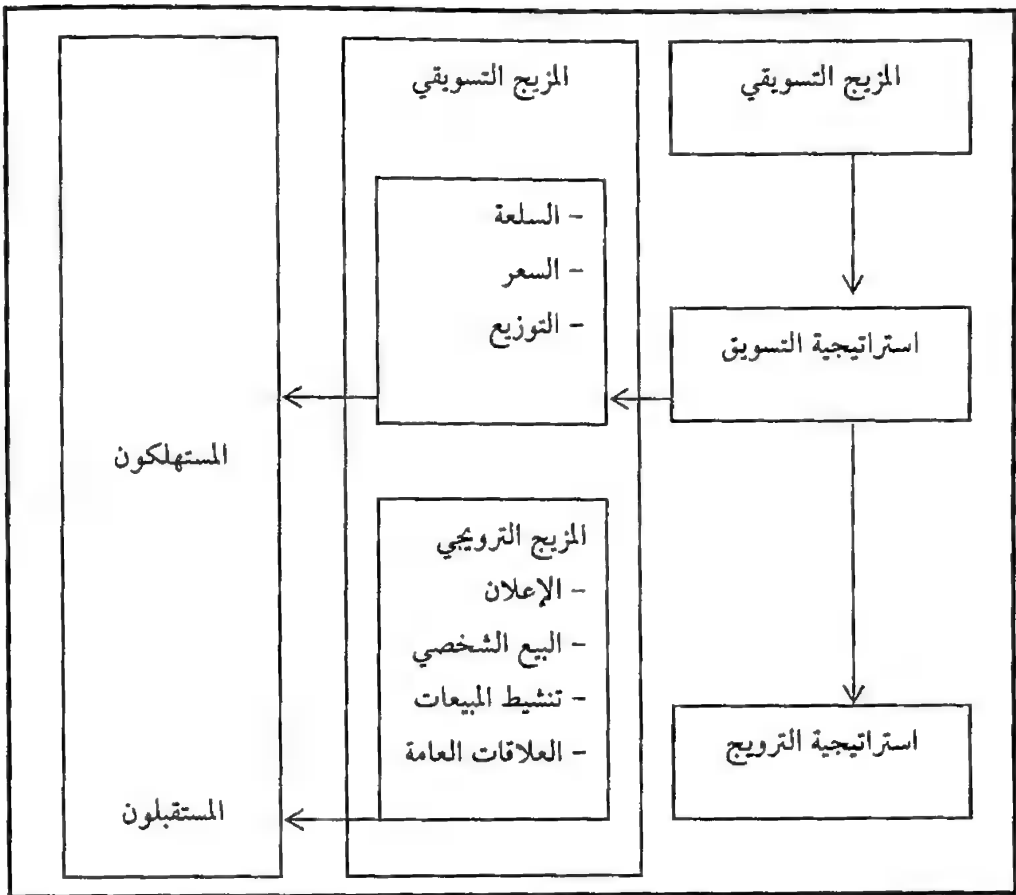 المزيج التسويقي
استراتيجية التسويق
استراتيجية الترويج
المزيج التسويقي
- السلعة
- السعر
- التوزيع
المزيج الترويجي
- الإعلان
- البيع الشخصي
- تنشيط المبيعات
- العلاقات العامة
المستهلكون
المستقبلون